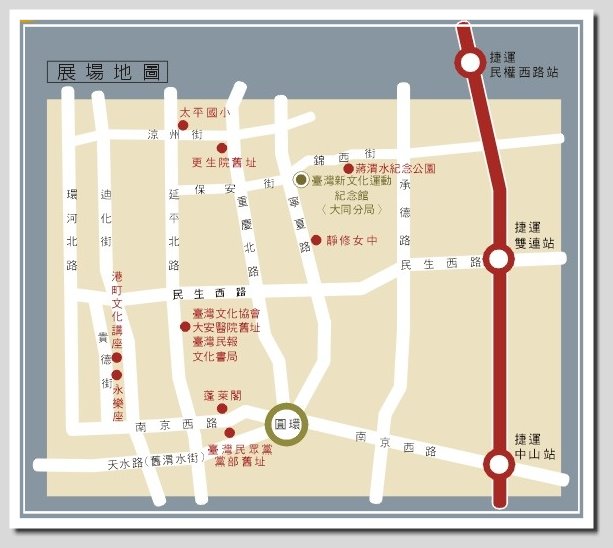 展場地圖
捷運
民權西路站
太平國小
涼州街
更生院舊址
錦西街
蔣渭水紀念公園
臺灣新文化運動
紀念館
〈大同分局〉
保安街
環河北路
迪化街
延平北路
重慶北路
寧夏路
承德路
靜修女中
捷運
雙連站
民生西路
民生西路
港町文化講座
臺灣文化協會
大安醫院舊址
臺灣民報
文化書局
貴德街
永樂座
蓬萊閣
南京西路
圓環
南京西路
臺灣民眾黨
黨部舊址
天水路(舊渭水街)
捷運
中山站